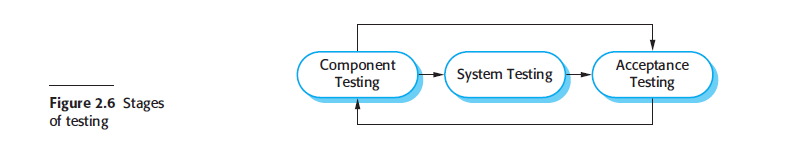 Component
Testing
System Testing
Acceptance
Testing
Figure 2.6 Stages
of testing